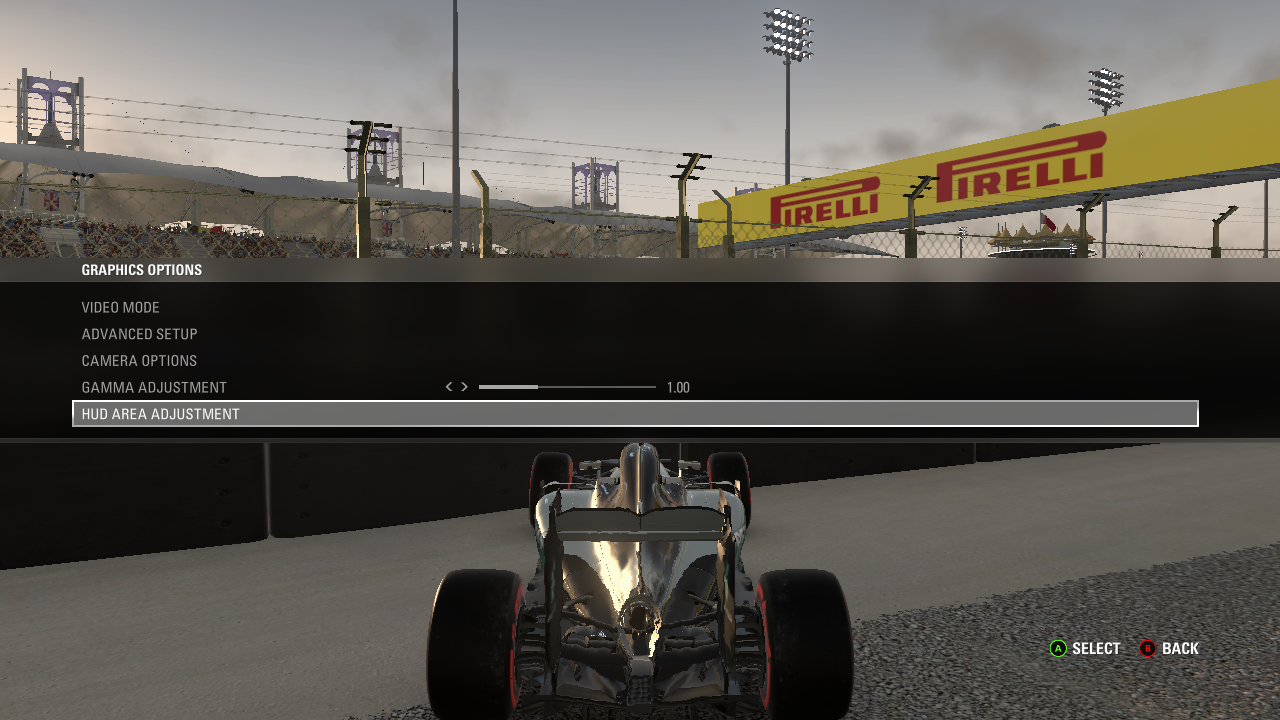 PIRELLI
PIRELLI
GRAPHICS OPTIONS
VIDEO MODE
ADVANCED SETUP
CAMERA OPTIONS
GAMMA ADJUSTMENT < > 1.00
HUD AREA ADJUSTMENT
A SELECT B BACK